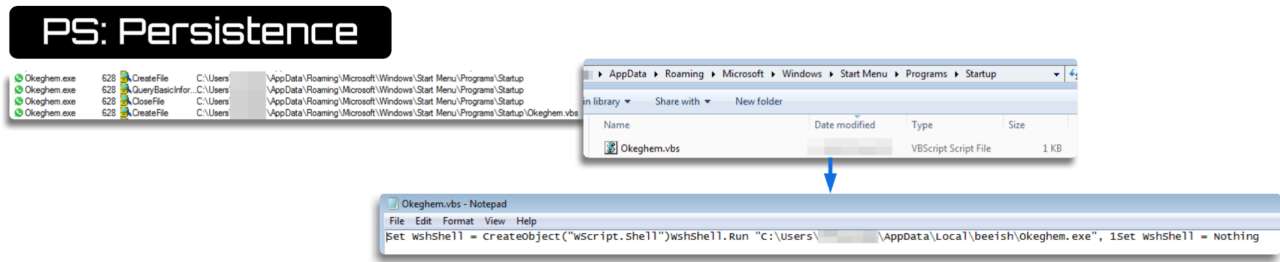 PS: Persistence
Okeghem.exe 628 CreateFile C:\Users\ \AppData\Roaming\Microsoft\Windows\Start Menu\Programs\Startup
Okeghem.exe 628 QueryBasicInfor...C:\Users\ \AppData\Roaming\Microsoft\Windows\Start Menu\Programs\Startup
Okeghem.exe 628 CloseFile C:\Users\ \AppData\Roaming\Microsoft\Windows\Start Menu\Programs\Startup
Okeghem.exe 628 CreateFile C:\Users\ \AppData\Roaming\Microsoft\Windows\Start Menu\Programs\Startup\Okeghem.vbs
AppData Roaming Microsoft Windows Start Menu Programs Startup
in library Share with New folder
Name Date modified Type Size
Okeghem.vbs VBScript Script File 1 KB
Okeghem.vbs - Notepad
File Edit Format View Help
Set WshShell = CreateObject("WScript.Shell")WshShell.Run "C:\Users\ \AppData\Local\beeish\Okeghem.exe", 1Set WshShell = Nothing